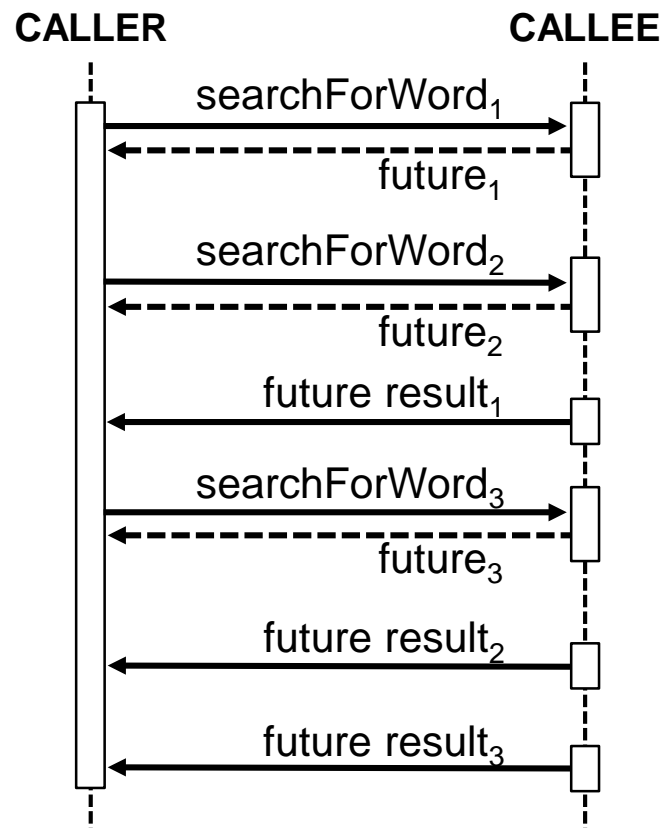 CALLER CALLEE
searchForWord₁
future₁
searchForWord₂
future₂
future result₁
searchForWord₃
future₃
future result₂
future result₃